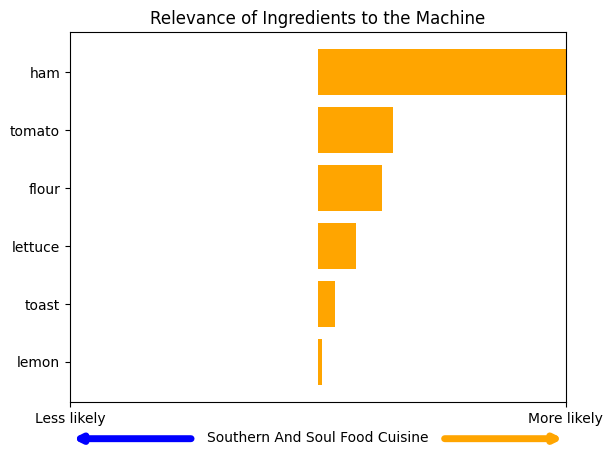 Relevance of Ingredients to the Machine
ham
tomato
flour
lettuce
toast
lemon
Less likely More likely
Southern And Soul Food Cuisine